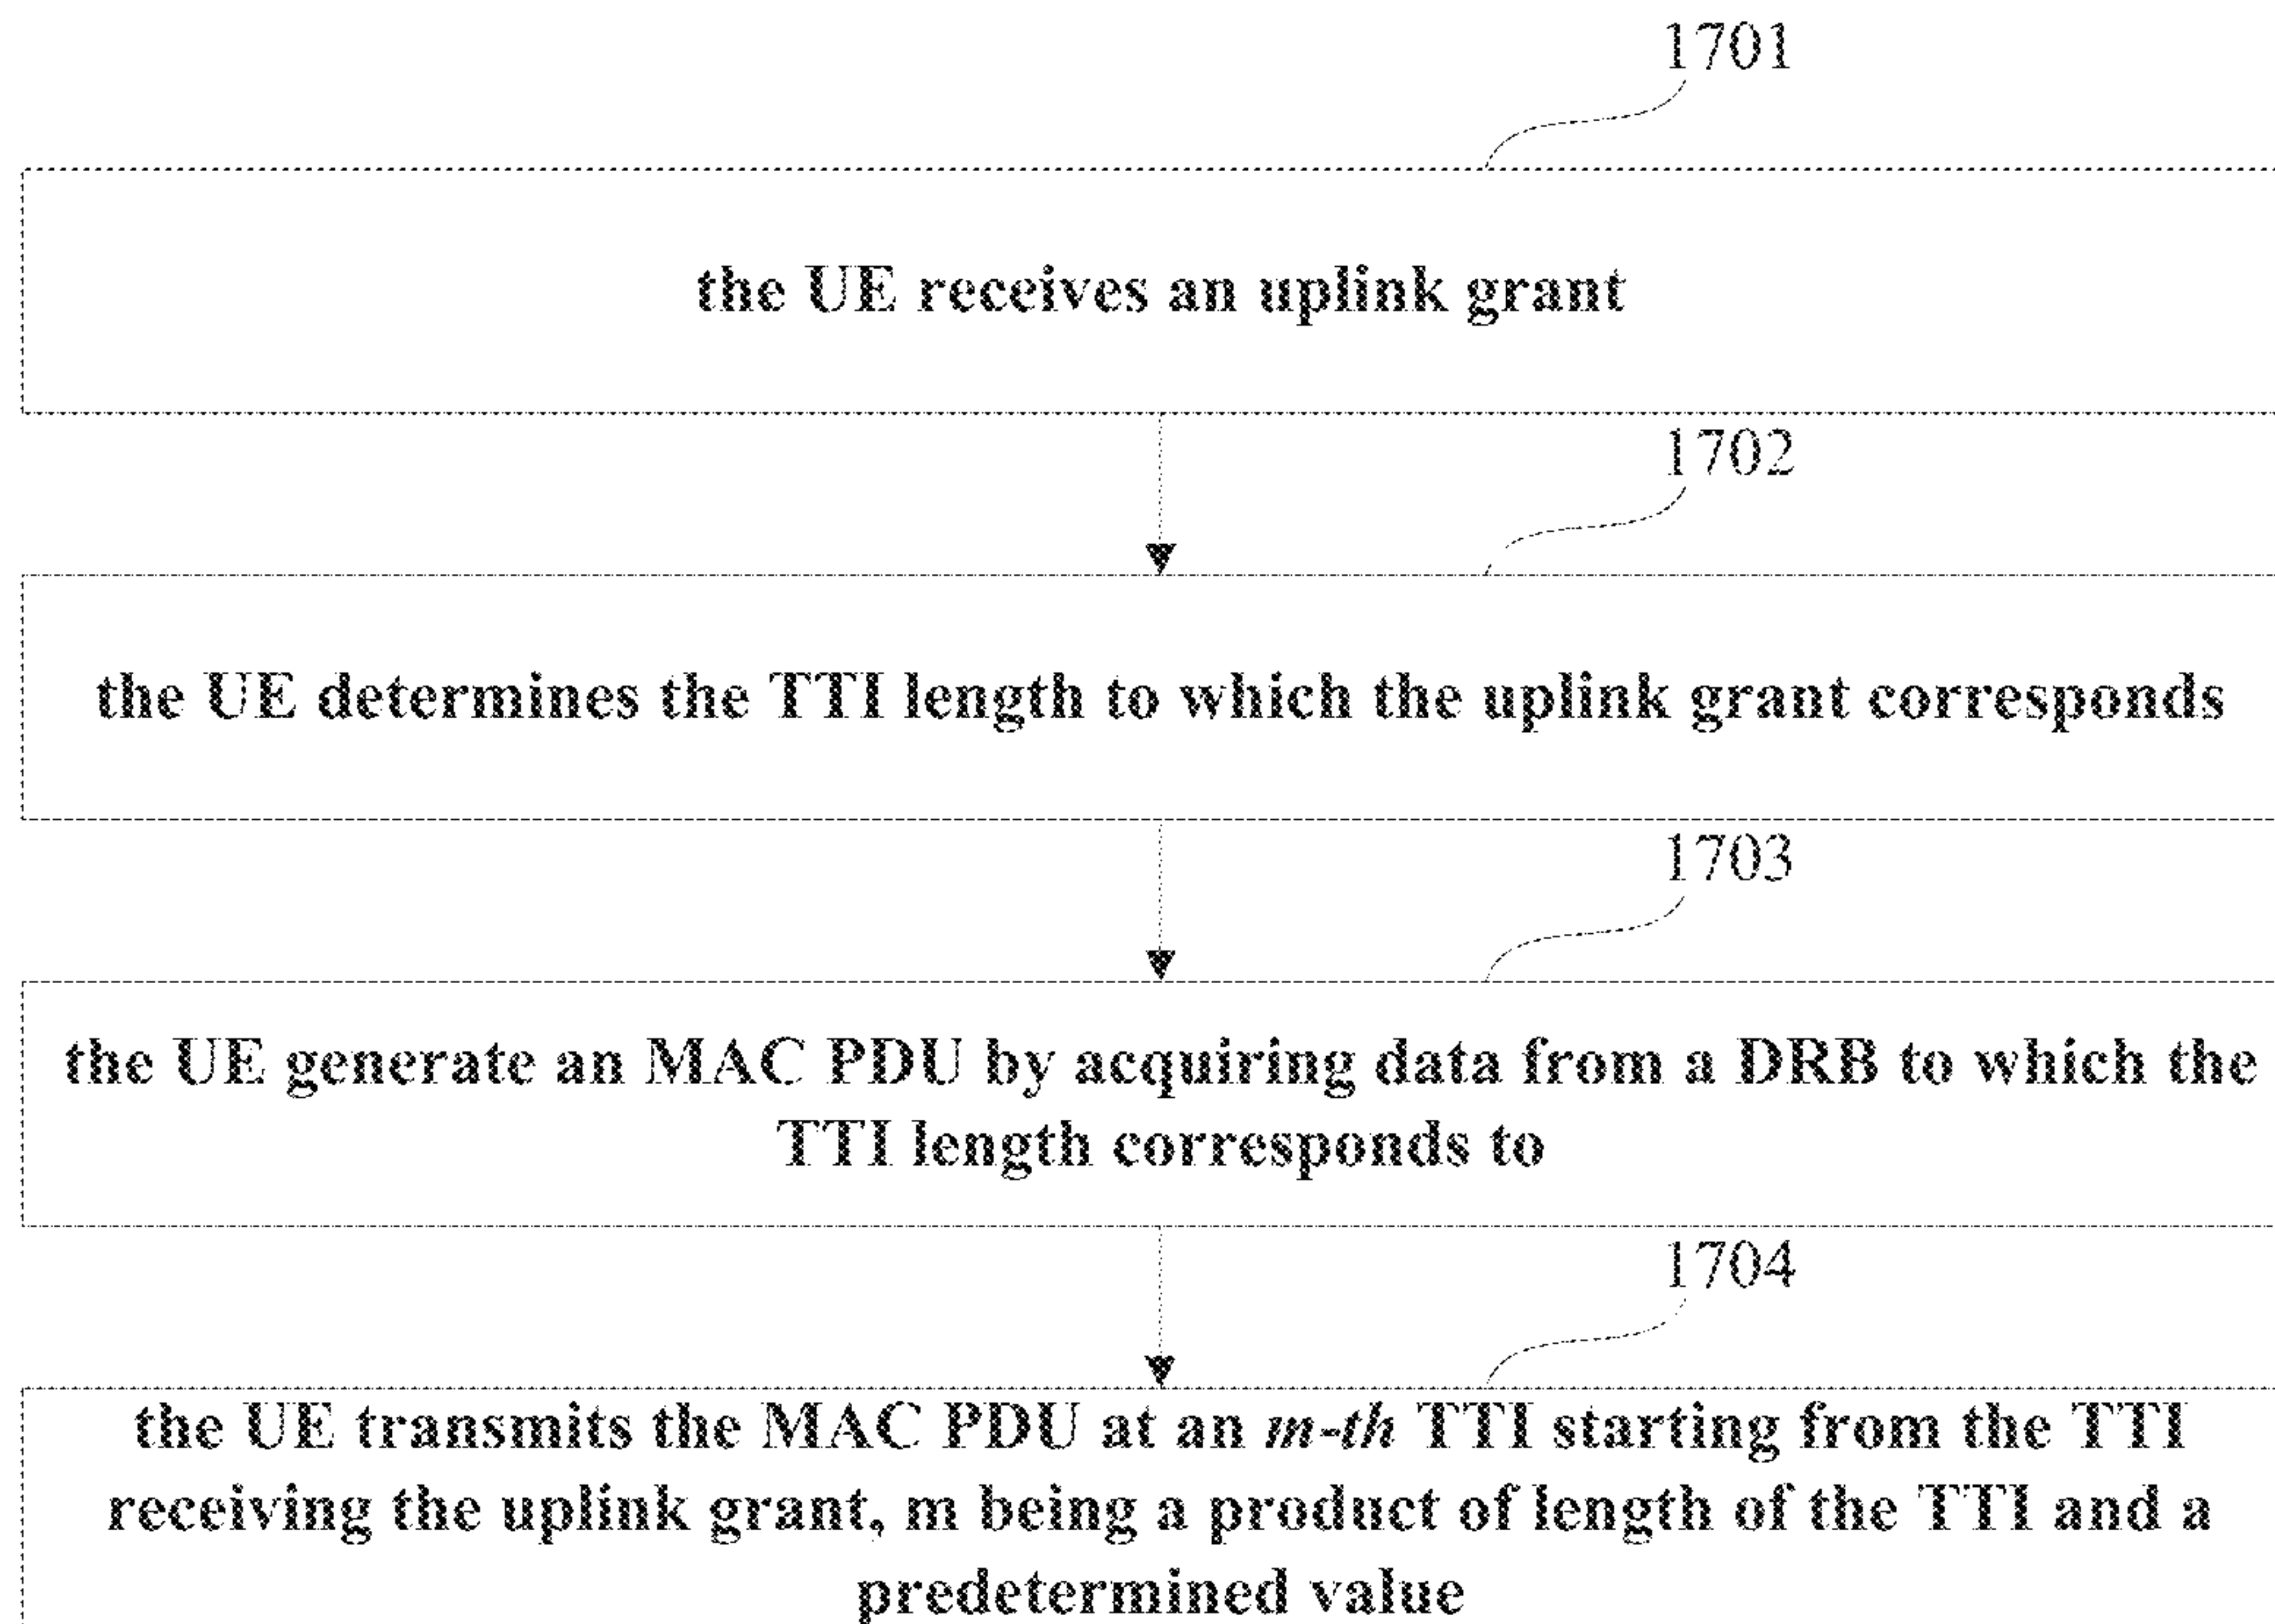 1701
the UE receives an uplink grant
1702
the UE determines the TTI length to which the uplink grant corresponds
1703
the UE generate an MAC PDU by acquiring data from a DRB to which the
TTI length corresponds to
1704
the UE transmits the MAC PDU at an m-th TTI starting from the TTI
receiving the uplink grant, m being a product of length of the TTI and a
predetermined value